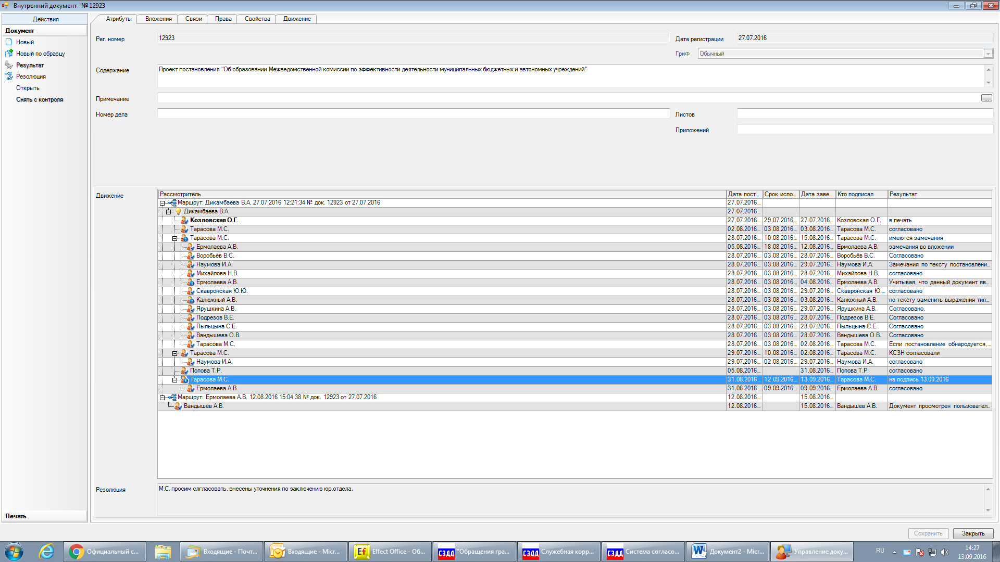 Внутренний документ № 12923
Действия
Документ
Новый
Новый по образцу
Результат
Резолюция
Открыть
Снять с контроля
Печать
Атрибуты Вложения Связи Права Свойства Движение
Рег. номер 12923 Дата регистрации 27.07.2016
Гриф Обычный
Содержание Проект постановления "Об образовании Межведомственной комиссии по эффективности деятельности муниципальных бюджетных и автономных учреждений"
Примечание ...
Номер дела Листов
Приложений
Движение
Рассмотритель Дата пост... Срок испо... Дата заве... Кто подписал Результат
Маршрут: Дикамбаева В.А. 27.07.2016 12:21:34 № док. 12923 от 27.07.2016 27.07.2016...
Дикамбаева В.А. 27.07.2016...
Козловская О.Г. 27.07.2016... 29.07.2016... 27.07.2016... Козловская О.Г. в печать
Тарасова М.С. 02.08.2016... 03.08.2016... 03.08.2016... Тарасова М.С. согласовано
Тарасова М.С. 28.07.2016... 10.08.2016... 15.08.2016... Тарасова М.С. имеются замечания
Ермолаева А.В. 05.08.2016... 18.08.2016... 12.08.2016... Ермолаева А.В. замечания во вложении
Воробьёв В.С. 28.07.2016... 03.08.2016... 28.07.2016... Воробьёв В.С. Согласовано
Наумова И.А. 28.07.2016... 03.08.2016... 29.07.2016... Наумова И.А. Замечания по тексту постановлени...
Михайлова Н.В. 28.07.2016... 03.08.2016... 28.07.2016... Михайлова Н.В. согласовано
Ермолаева А.В. 28.07.2016... 03.08.2016... 04.08.2016... Ермолаева А.В. Учитывая, что данный документ яв...
Скавронская Ю.Ю. 28.07.2016... 03.08.2016... 29.07.2016... Скавронская Ю.... согласовано
Калюжный А.В. 28.07.2016... 03.08.2016... 03.08.2016... Калюжный А.В. по тексту заменить выражения тип...
Ярушкина А.В. 28.07.2016... 03.08.2016... 29.07.2016... Ярушкина А.В. Согласовано.
Подрезов В.Е. 28.07.2016... 03.08.2016... 28.07.2016... Подрезов В.Е. Согласовано
Пыльцына С.Е. 28.07.2016... 03.08.2016... 28.07.2016... Пыльцына С.Е. Согласовано
Вандышева О.В. 28.07.2016... 03.08.2016... 28.07.2016... Вандышева О.В. Согласовано
Тарасова М.С. 28.07.2016... 03.08.2016... 02.08.2016... Тарасова М.С. Если постановление обнародуется,...
Тарасова М.С. 29.07.2016... 10.08.2016... 02.08.2016... Тарасова М.С. КСЗН согласовали
Наумова И.А. 29.07.2016... 02.08.2016... 29.07.2016... Наумова И.А. согласовано
Попова Т.Р. 05.08.2016... 31.08.2016... Попова Т.Р. согласовано
Тарасова М.С. 31.08.2016... 12.09.2016... 13.09.2016... Тарасова М.С. на подпись 13.09.2016
Ермолаева А.В. 31.08.2016... 09.09.2016... 09.09.2016... Ермолаева А.В. согласовано
Маршрут: Ермолаева А.В. 12.08.2016 15:04:38 № док. 12923 от 27.07.2016 12.08.2016... 15.08.2016...
Вандышев А.В. 12.08.2016... 15.08.2016... Вандышев А.В. Документ просмотрен пользовател...
Резолюция М.С. просим слгласовать, внесены уточнения по заключению юр.отдела.
Сохранить Закрыть
Официальный с... Входящие - Почт... Входящие - Micr... Ef Effect Office - Об... СЭДД "Обращения гра... СЭДД Служебная корр... СЭДД Система согласо... Документ2 - Micr... Управление доку... RU 14:27
13.09.2016